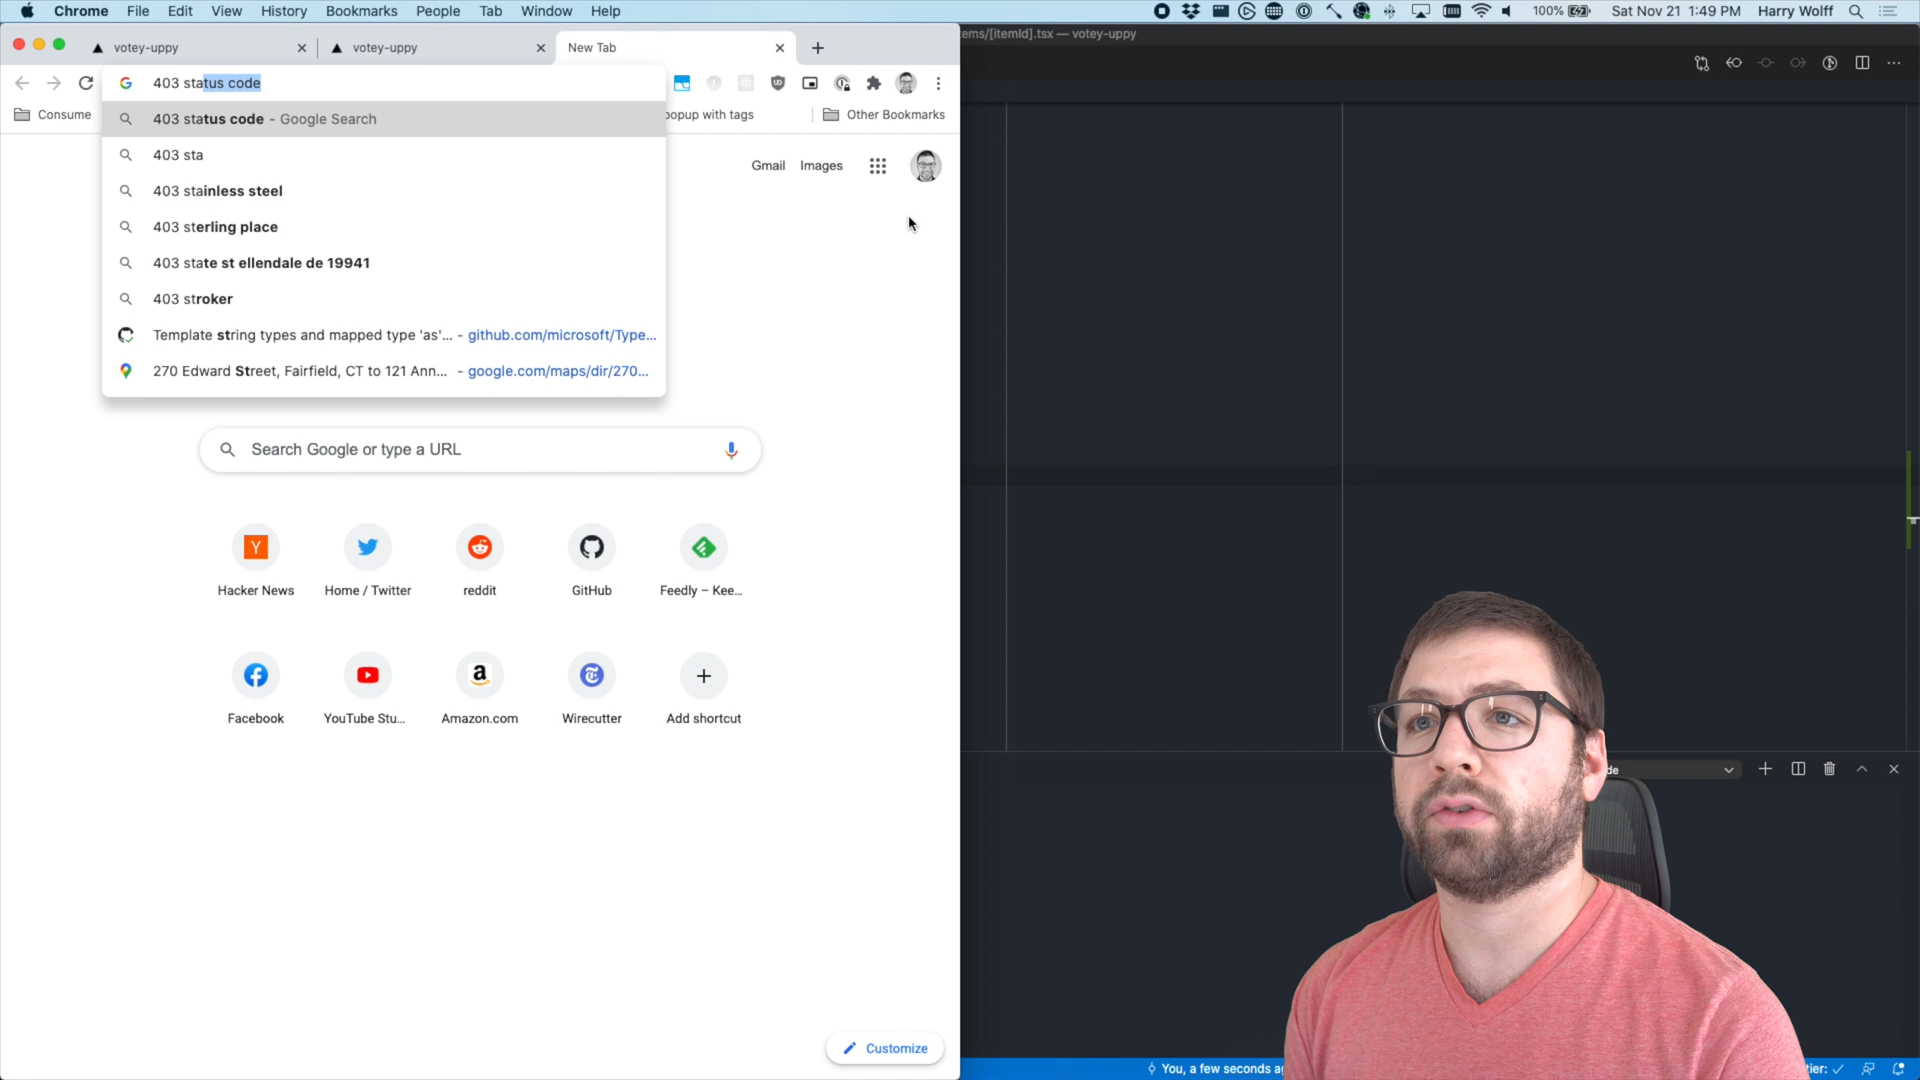 Chrome File Edit View History Bookmarks People Tab Window Help
100% Sat Nov 21 1:49 PM Harry Wolff
votey-uppy
votey-uppy
New Tab
ems/[itemId].tsx — votey-uppy
403 status code
Consume
popup with tags
Other Bookmarks
403 status code - Google Search
403 sta
403 stainless steel
403 sterling place
403 state st ellendale de 19941
403 stroker
Template string types and mapped type 'as'... - github.com/microsoft/Type...
270 Edward Street, Fairfield, CT to 121 Ann... - google.com/maps/dir/270...
Gmail Images
Search Google or type a URL
Hacker News
Home / Twitter
reddit
GitHub
Feedly – Kee...
Facebook
YouTube Stu...
Amazon.com
Wirecutter
Add shortcut
Customize
de
You, a few seconds ag
tier: ✓